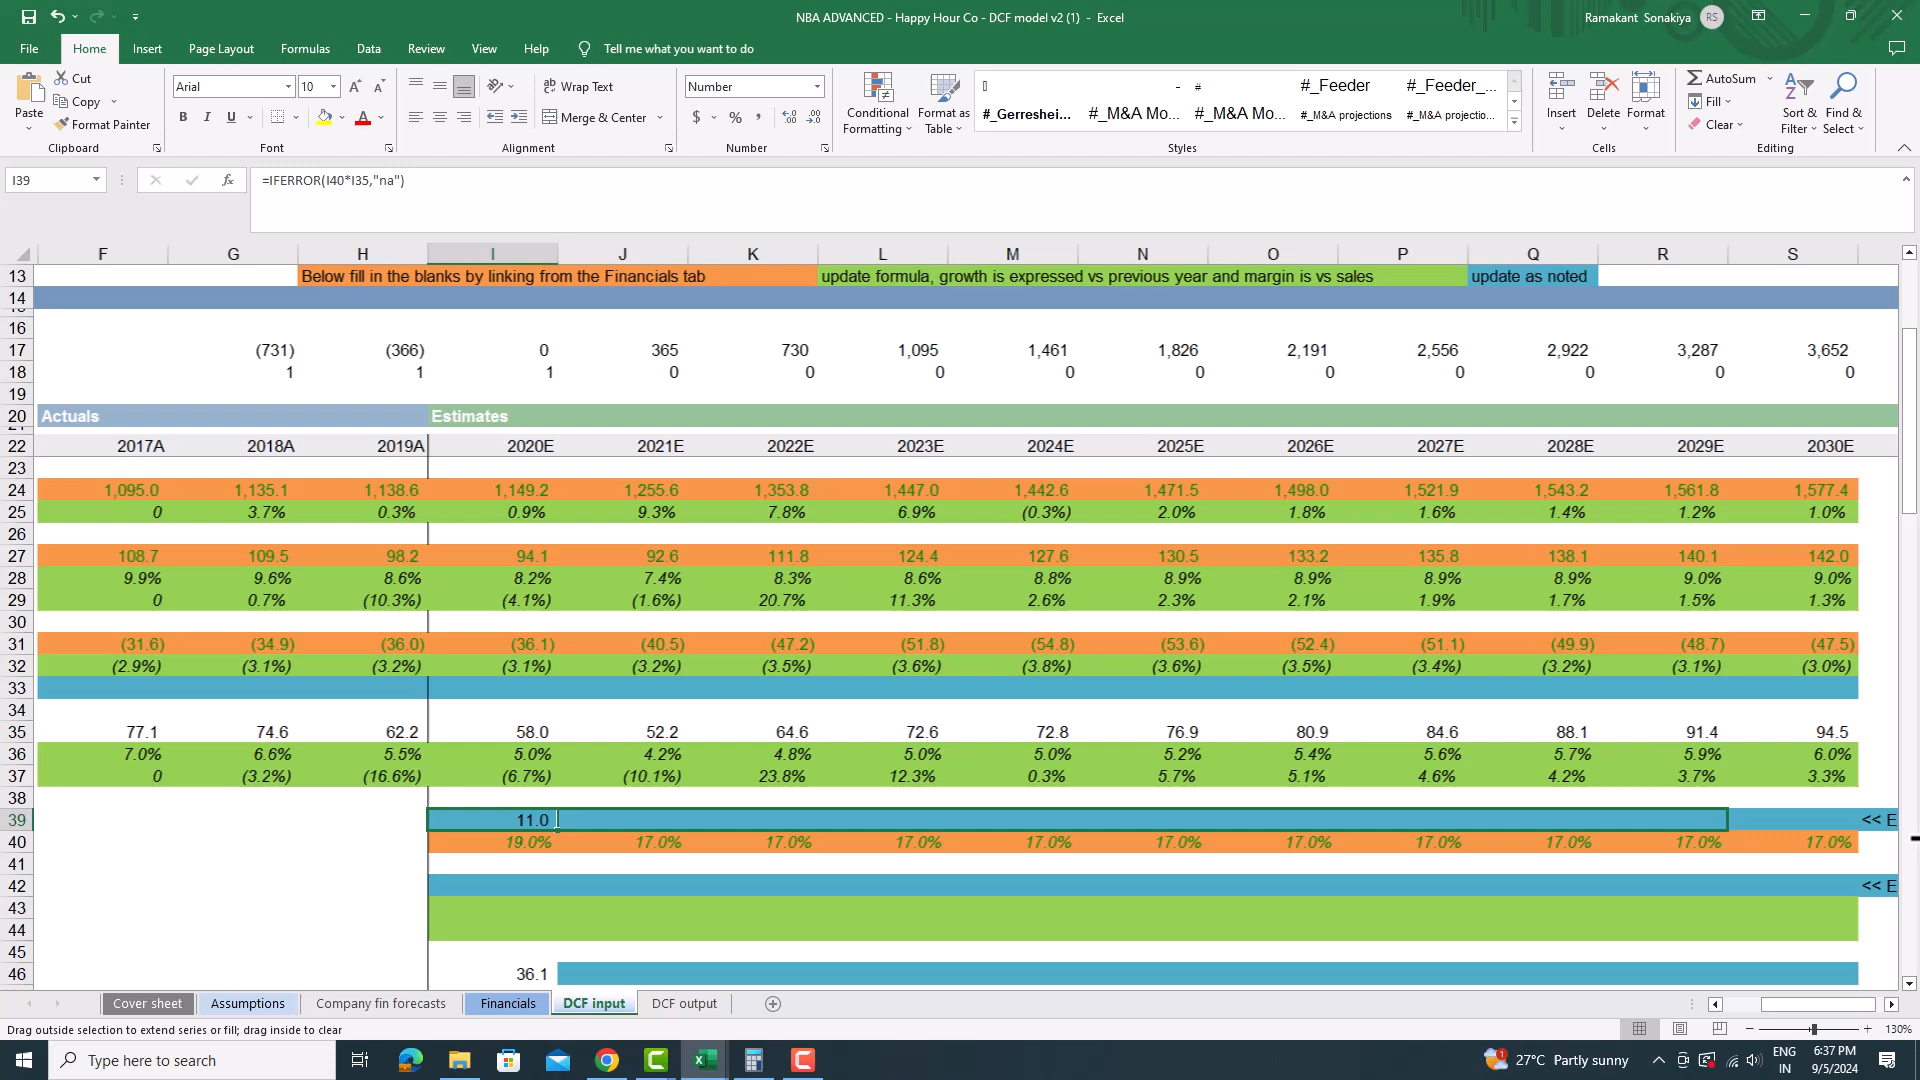 NBA ADVANCED - Happy Hour Co - DCF model v2 (1) - Excel
Ramakant Sonakiya RS
File Home Insert Page Layout Formulas Data Review View Help Tell me what you want to do
Paste Cut Copy Format Painter Clipboard
Arial 10 B I U A Font
Wrap Text Merge & Center Alignment
Number $ % Number
Conditional Formatting Format as Table
#
#_Feeder #_Feeder_...
#_Gerreshei... #_M&A Mo... #_M&A Mo... #_M&A projections #_M&A projectio...
Styles
Insert Delete Format Cells
AutoSum Fill Clear Sort & Filter Find & Select Editing
I39 fx =IFERROR(I40*I35,"na")
F G H I J K L M N O P Q R S
13 Below fill in the blanks by linking from the Financials tab update formula, growth is expressed vs previous year and margin is vs sales update as noted
14
16
17 (731) (366) 0 365 730 1,095 1,461 1,826 2,191 2,556 2,922 3,287 3,652
18 1 1 1 0 0 0 0 0 0 0 0 0 0
19
20 Actuals Estimates
22 2017A 2018A 2019A 2020E 2021E 2022E 2023E 2024E 2025E 2026E 2027E 2028E 2029E 2030E
23
24 1,095.0 1,135.1 1,138.6 1,149.2 1,255.6 1,353.8 1,447.0 1,442.6 1,471.5 1,498.0 1,521.9 1,543.2 1,561.8 1,577.4
25 0 3.7% 0.3% 0.9% 9.3% 7.8% 6.9% (0.3%) 2.0% 1.8% 1.6% 1.4% 1.2% 1.0%
26
27 108.7 109.5 98.2 94.1 92.6 111.8 124.4 127.6 130.5 133.2 135.8 138.1 140.1 142.0
28 9.9% 9.6% 8.6% 8.2% 7.4% 8.3% 8.6% 8.8% 8.9% 8.9% 8.9% 8.9% 9.0% 9.0%
29 0 0.7% (10.3%) (4.1%) (1.6%) 20.7% 11.3% 2.6% 2.3% 2.1% 1.9% 1.7% 1.5% 1.3%
30
31 (31.6) (34.9) (36.0) (36.1) (40.5) (47.2) (51.8) (54.8) (53.6) (52.4) (51.1) (49.9) (48.7) (47.5)
32 (2.9%) (3.1%) (3.2%) (3.1%) (3.2%) (3.5%) (3.6%) (3.8%) (3.6%) (3.5%) (3.4%) (3.2%) (3.1%) (3.0%)
33
34
35 77.1 74.6 62.2 58.0 52.2 64.6 72.6 72.8 76.9 80.9 84.6 88.1 91.4 94.5
36 7.0% 6.6% 5.5% 5.0% 4.2% 4.8% 5.0% 5.0% 5.2% 5.4% 5.6% 5.7% 5.9% 6.0%
37 0 (3.2%) (16.6%) (6.7%) (10.1%) 23.8% 12.3% 0.3% 5.7% 5.1% 4.6% 4.2% 3.7% 3.3%
38
39 11.0 << E
40 19.0% 17.0% 17.0% 17.0% 17.0% 17.0% 17.0% 17.0% 17.0% 17.0% 17.0%
41
42 << E
43
44
45
46 36.1
Cover sheet Assumptions Company fin forecasts Financials DCF input DCF output
Drag outside selection to extend series or fill; drag inside to clear
130%
Type here to search
1 27°C Partly sunny
ENG IN
6:37 PM 9/5/2024